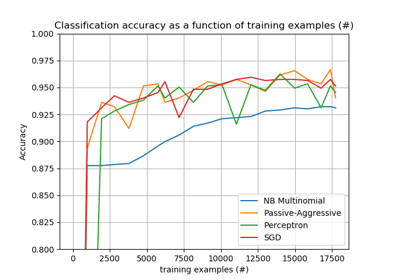 Classification accuracy as a function of training examples (#)
1.000
0.975
0.950
0.925
0.900
0.875
0.850
0.825
0.800
Accuracy
NB Multinomial
Passive-Aggressive
Perceptron
SGD
0 2500 5000 7500 10000 12500 15000 17500
training examples (#)